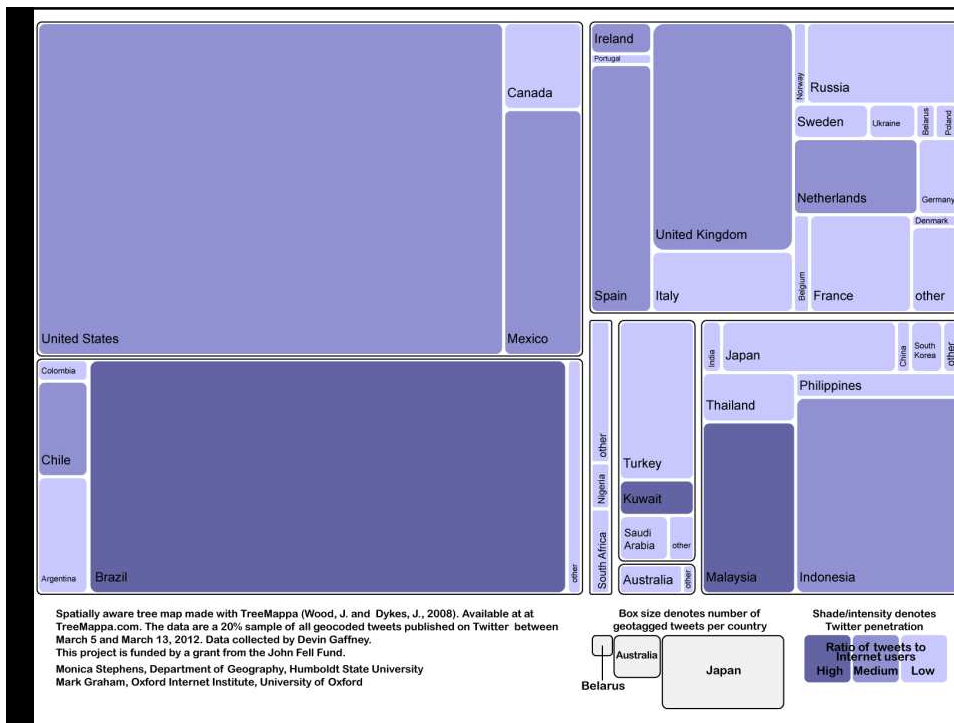 Canada
United States
Mexico
Ireland
Portugal
Spain
United Kingdom
Italy
Norway
Russia
Sweden
Ukraine
Belarus
Poland
Netherlands
Germany
Denmark
Belgium
France
other
Colombia
Chile
Argentina
Brazil
other
other
Nigeria
South Africa
Turkey
Kuwait
Saudi
Arabia
other
Australia
other
India
Japan
China
South
Korea
other
Thailand
Philippines
Malaysia
Indonesia
Spatially aware tree map made with TreeMappa (Wood, J. and Dykes, J., 2008). Available at at
TreeMappa.com. The data are a 20% sample of all geocoded tweets published on Twitter between
March 5 and March 13, 2012. Data collected by Devin Gaffney.
This project is funded by a grant from the John Fell Fund.
Monica Stephens, Department of Geography, Humboldt State University
Mark Graham, Oxford Internet Institute, University of Oxford
Box size denotes number of
geotagged tweets per country
Belarus
Australia
Japan
Shade/intensity denotes
Twitter penetration
Ratio of tweets to
Internet users
High Medium Low